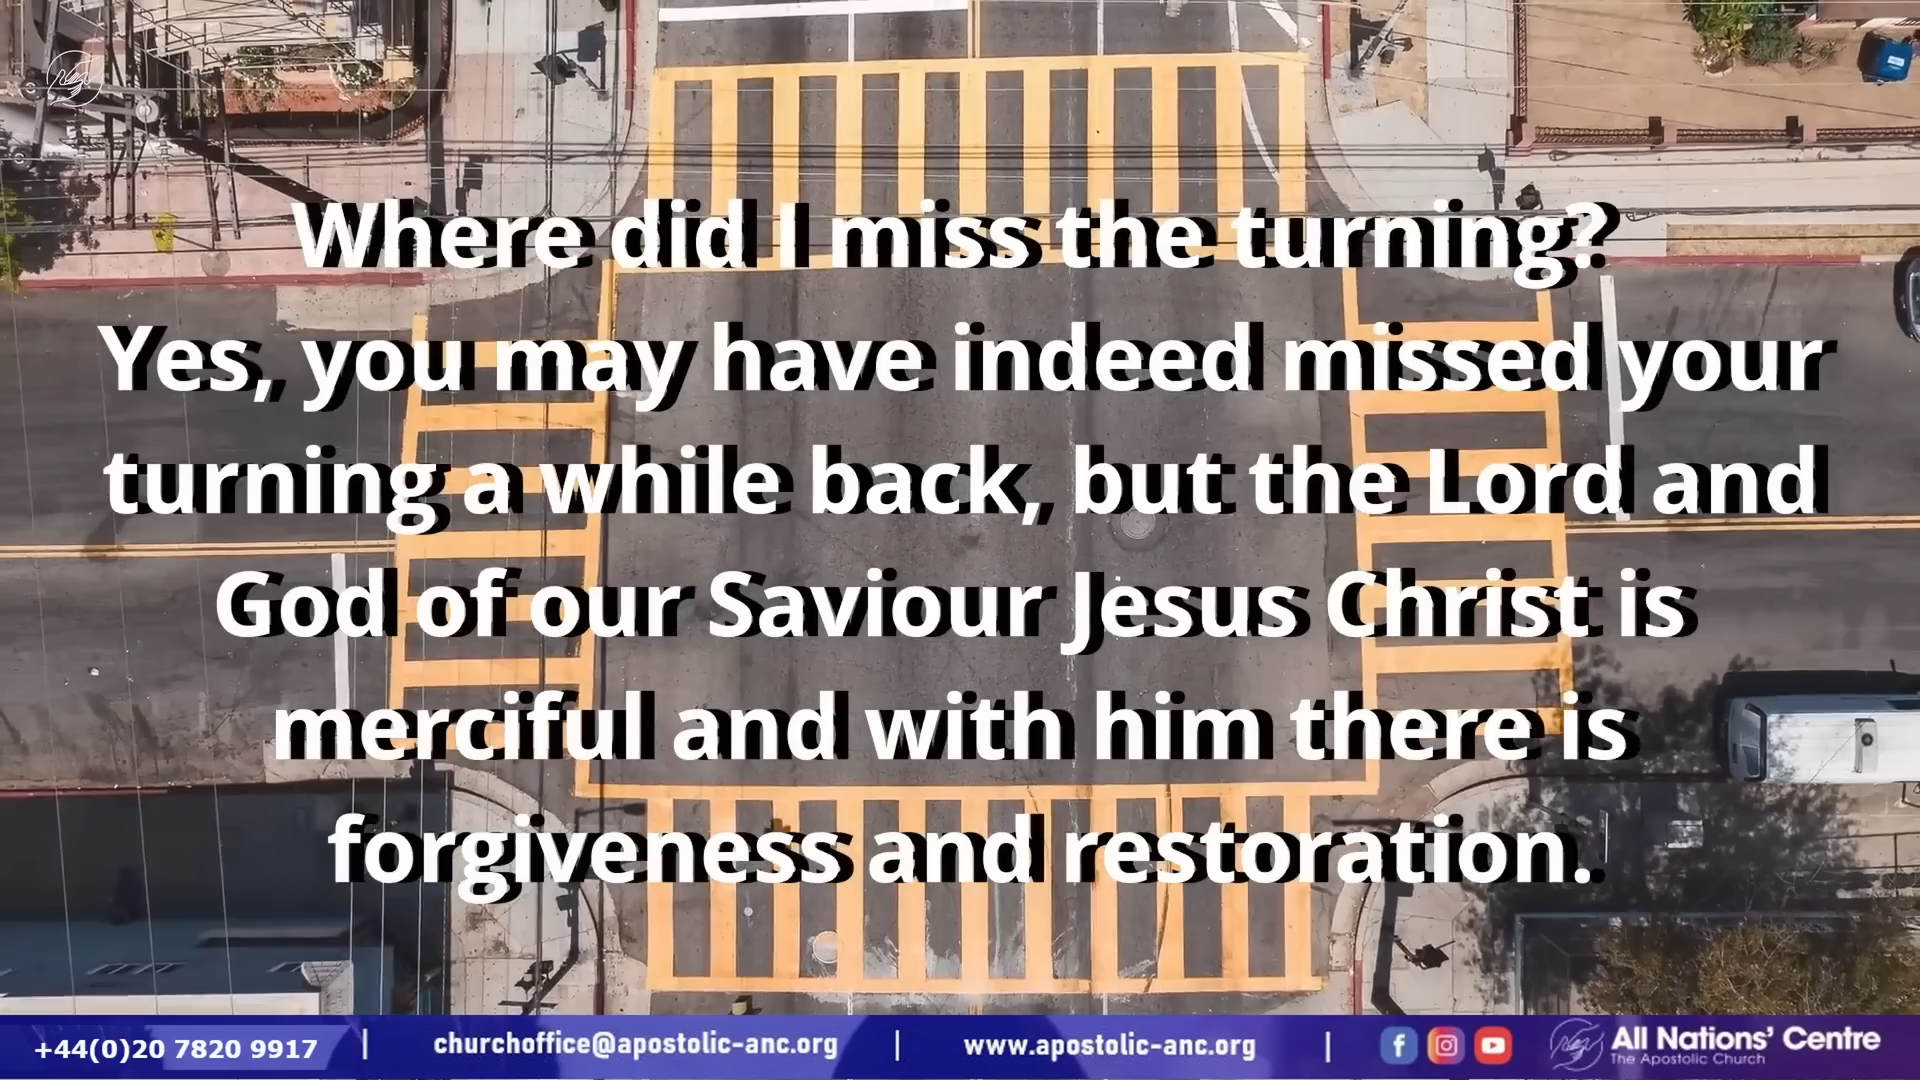 Where did I miss the turning?
Yes, you may have indeed missed your
turning a while back, but the Lord and
God of our Saviour Jesus Christ is
merciful and with him there is
forgiveness and restoration.
+44(0)20 7820 9917 | churchoffice@apostolic-anc.org | www.apostolic-anc.org | All Nations' Centre
The Apostolic Church